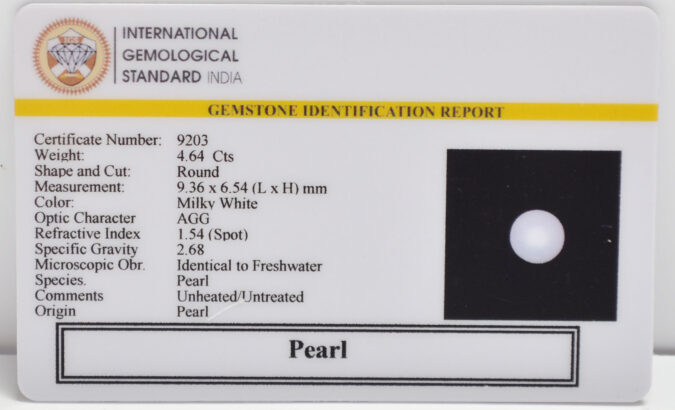 IGS
INTERNATIONAL
GEMOLOGICAL
STANDARD INDIA
GEMSTONE IDENTIFICATION REPORT
Certificate Number: 9203
Weight: 4.64 Cts
Shape and Cut: Round
Measurement: 9.36 x 6.54 (L x H) mm
Color: Milky White
Optic Character AGG
Refractive Index 1.54 (Spot)
Specific Gravity 2.68
Microscopic Obr. Identical to Freshwater
Species. Pearl
Comments Unheated/Untreated
Origin Pearl
Pearl